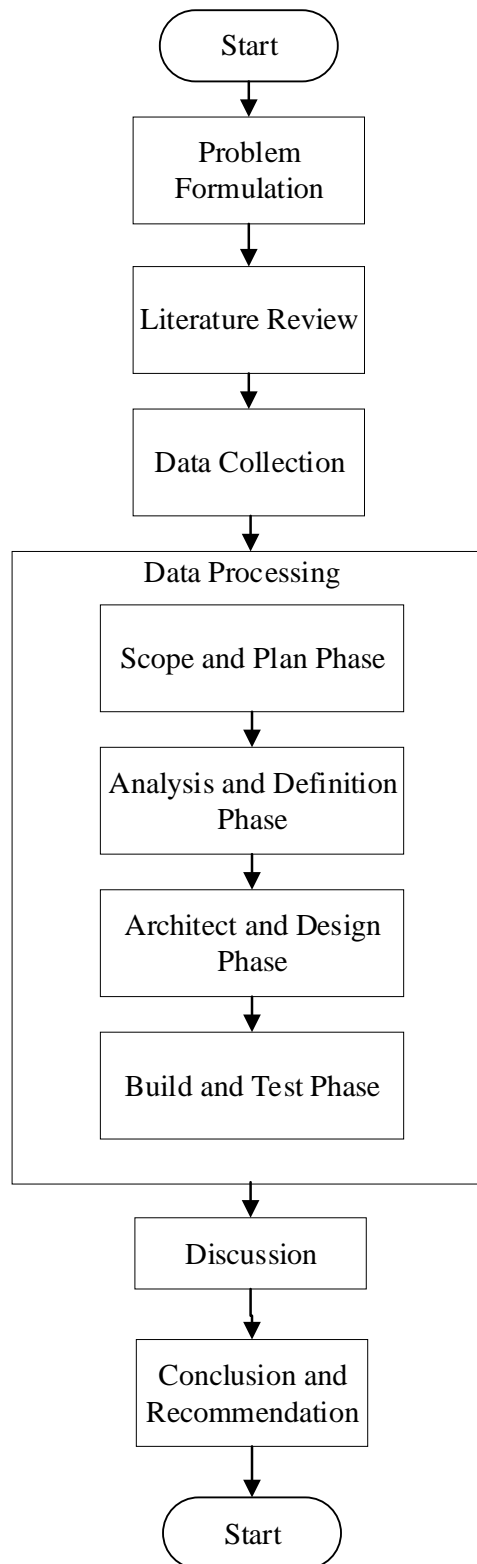 Start
Problem
Formulation
Literature Review
Data Collection
Data Processing
Scope and Plan Phase
Analysis and Definition
Phase
Architect and Design
Phase
Build and Test Phase
Discussion
Conclusion and
Recommendation
Start